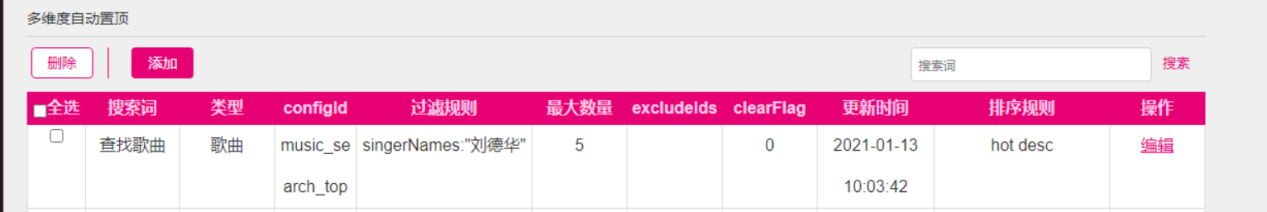 多维度自动置顶
删除 添加 搜索词 搜素
全选 搜索词 类型 configId 过滤规则 最大数量 excludeIds clearFlag 更新时间 排序规则 操作
查找歌曲 歌曲 music_se singerNames:"刘德华" 5 0 2021-01-13 hot desc 编辑
arch_top 10:03:42